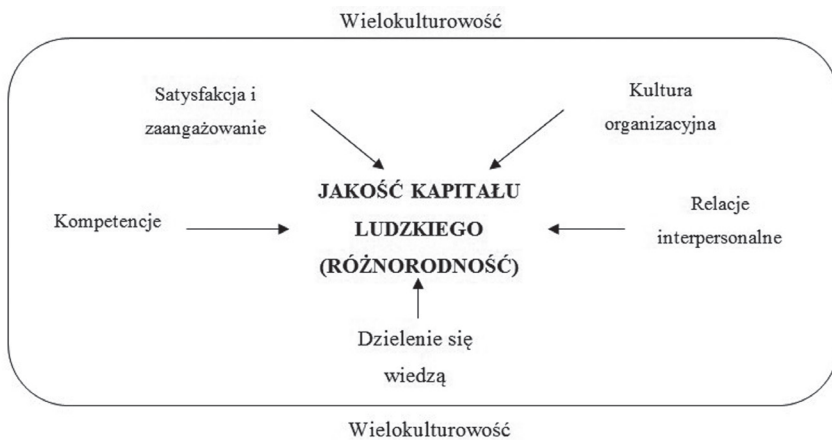 Wielokulturowość
Satysfakcja i
zaangażowanie
Kultura
organizacyjna
JAKOŚĆ KAPITAŁU
LUDZKIEGO
(RÓŻNORODNOŚĆ)
Kompetencje
Relacje
interpersonalne
Dzielenie się
wiedzą
Wielokulturowość